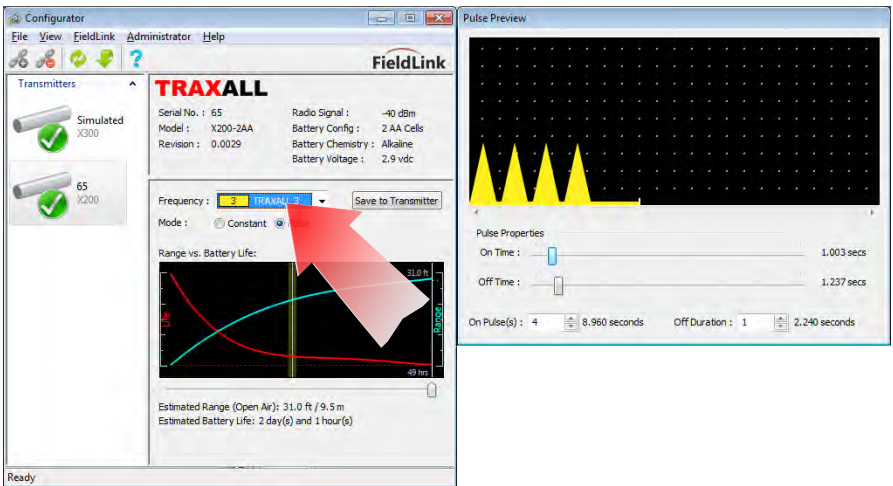 Configurator
File View FieldLink Administrator Help
?
FieldLink
Transmitters
Simulated
X300
65
X200
TRAXALL
Serial No. : 65
Model : X200-2AA
Revision : 0.0029
Radio Signal : -40 dBm
Battery Config : 2 AA Cells
Battery Chemistry : Alkaline
Battery Voltage : 2.9 vdc
Frequency : 3 TRAXALL 3 Save to Transmitter
Mode : Constant
Range vs. Battery Life:
31.0 ft
Life
Range
49 hrs
Estimated Range (Open Air): 31.0 ft / 9.5 m
Estimated Battery Life: 2 day(s) and 1 hour(s)
Ready
Pulse Preview
Pulse Properties
On Time : 1.003 secs
Off Time : 1.237 secs
On Pulse(s) : 4 8.960 seconds Off Duration : 1 2.240 seconds